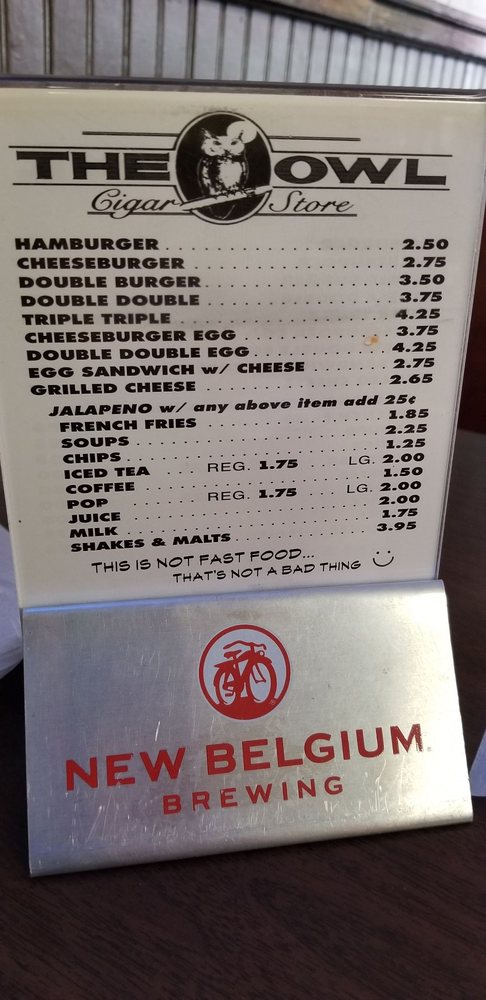 THE OWL
Cigar Store
HAMBURGER 2.50
CHEESEBURGER 2.75
DOUBLE BURGER 3.50
DOUBLE DOUBLE 3.75
TRIPLE TRIPLE 4.25
CHEESEBURGER EGG 3.75
DOUBLE DOUBLE EGG 4.25
EGG SANDWICH w/ CHEESE 2.75
GRILLED CHEESE 2.65
JALAPENO w/ any above item add 25¢
FRENCH FRIES 1.85
SOUPS 2.25
CHIPS 1.25
ICED TEA REG. 1.75 LG. 2.00
COFFEE 1.50
POP REG. 1.75 LG. 2.00
JUICE 2.00
MILK 1.75
SHAKES & MALTS 3.95
THIS IS NOT FAST FOOD...
THAT'S NOT A BAD THING
NEW BELGIUM
BREWING